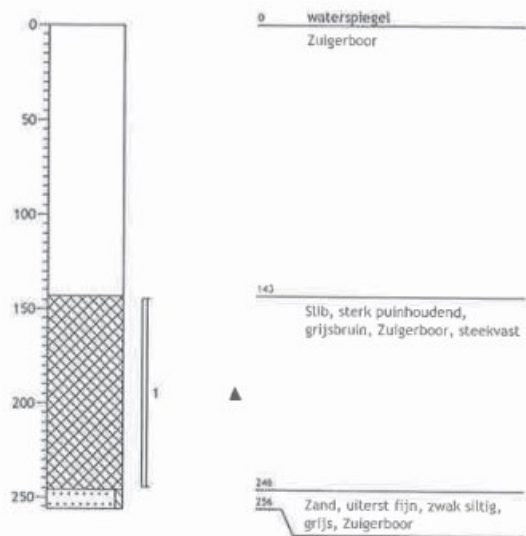 0 waterspiegel
Zuigerboor
0
50
100
150
200
250
1
143
Slib, sterk puinhoudend,
grijsbruin, Zuigerboor, steekvast
246
256
Zand, uiterst fijn, zwak siltig,
grijs, Zuigerboor